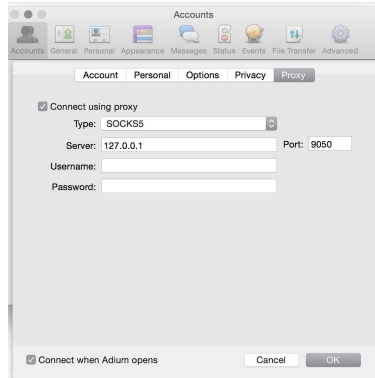 Accounts
Accounts General Personal Appearance Messages Status Events File Transfer Advanced
Account Personal Options Privacy Proxy
Connect using proxy
Type: SOCKS5
Server: 127.0.0.1 Port: 9050
Username:
Password:
Connect when Adium opens Cancel OK